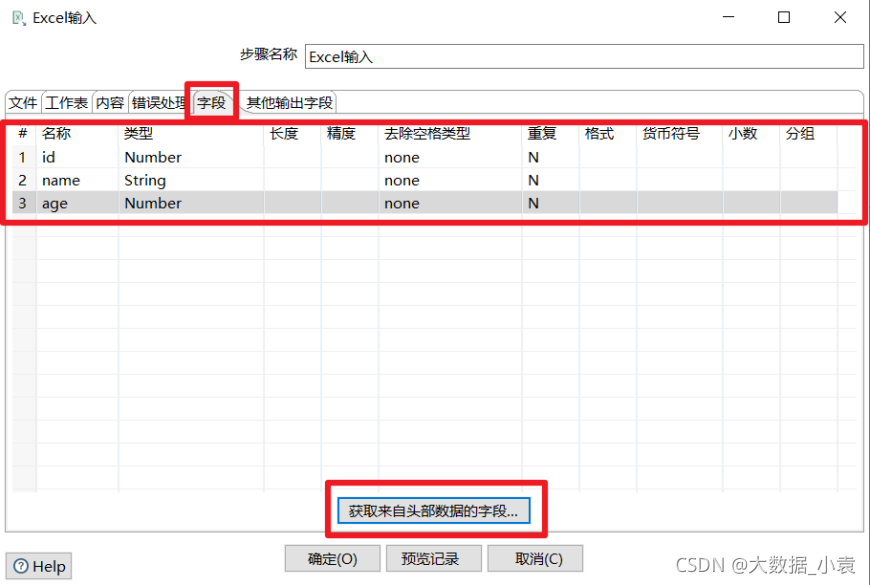 Excel输入
步骤名称 Excel输入
文件 工作表 内容 错误处理 字段 其他输出字段
# 名称 类型 长度 精度 去除空格类型 重复 格式 货币符号 小数 分组
1 id Number none N
2 name String none N
3 age Number none N
获取来自头部数据的字段...
Help 确定(O) 预览记录 取消(C)
CSDN @大数据_小袁